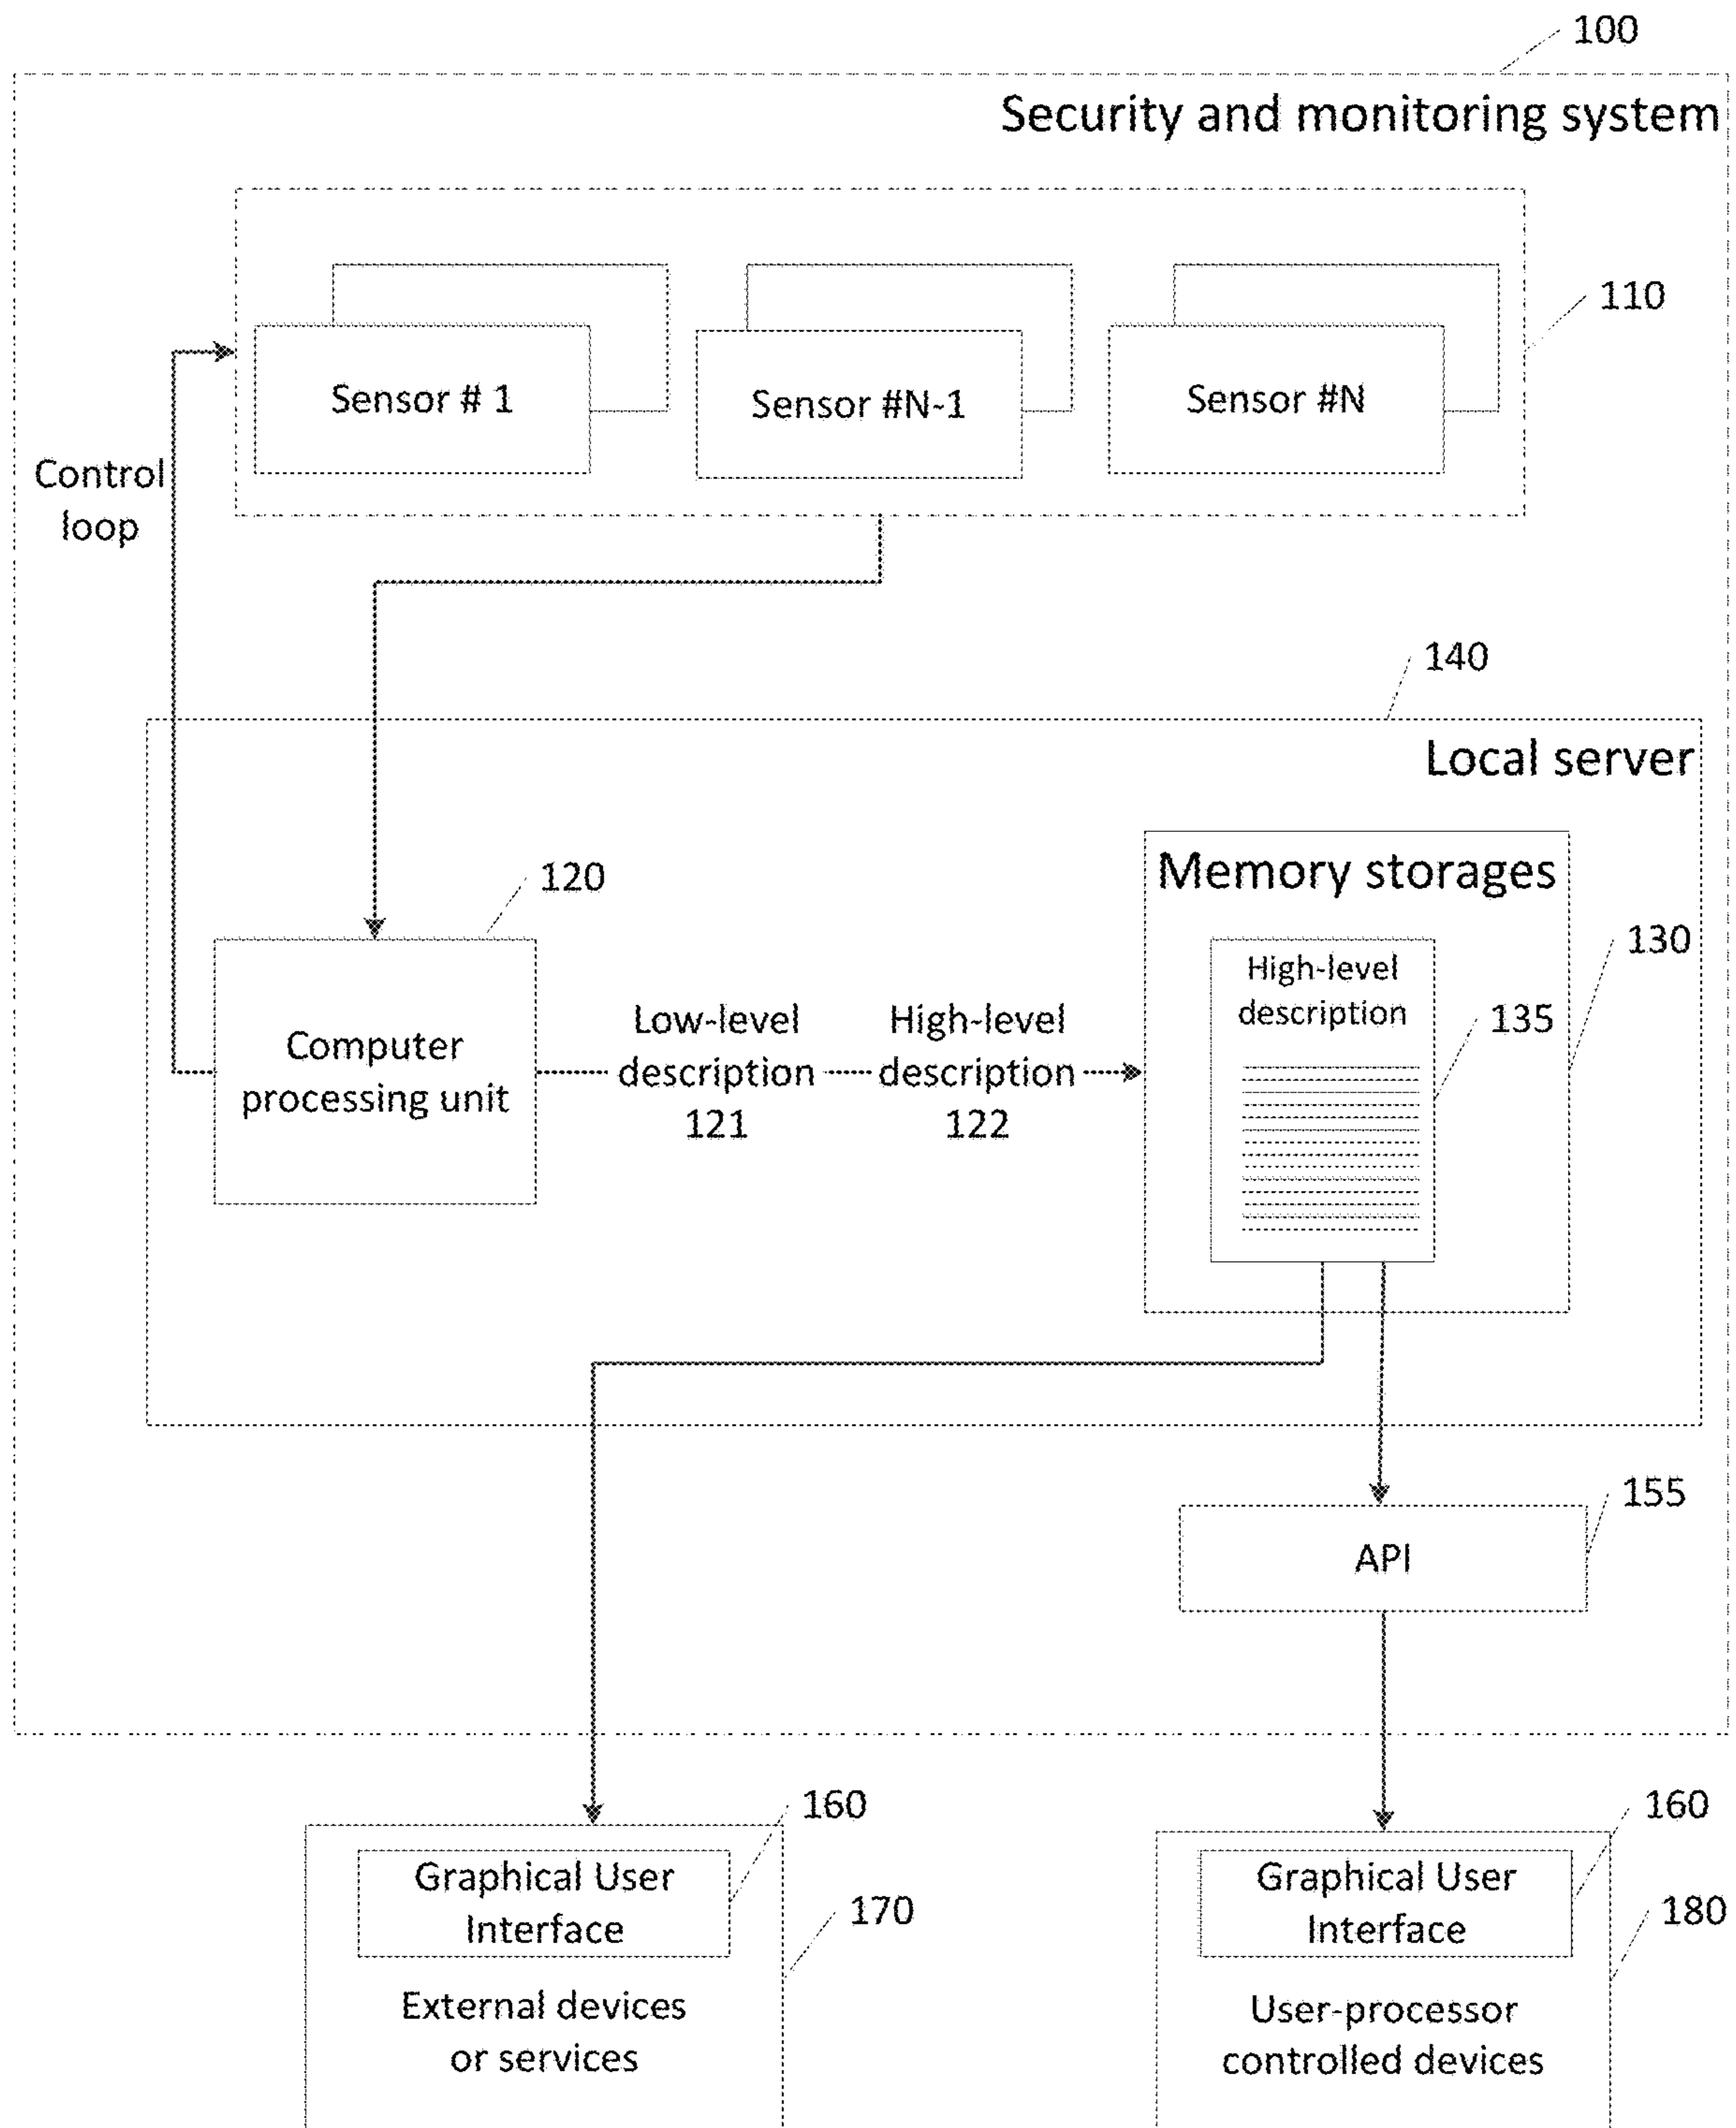 100
Security and monitoring system
110
Sensor # 1
Sensor #N-1
Sensor #N
Control
loop
140
Local server
120
Memory storages
130
High-level
description
135
Computer
processing unit
Low-level
description
121
High-level
description
122
155
API
160
Graphical User
Interface
170
External devices
or services
160
Graphical User
Interface
180
User-processor
controlled devices